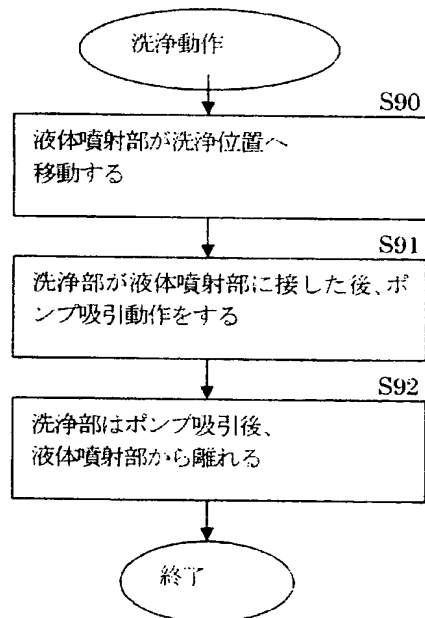 洗浄動作
S90
液体噴射部が洗浄位置へ
移動する
S91
洗浄部が液体噴射部に接した後、ポ
ンプ吸引動作をする
S92
洗浄部はポンプ吸引後、
液体噴射部から離れる
終了